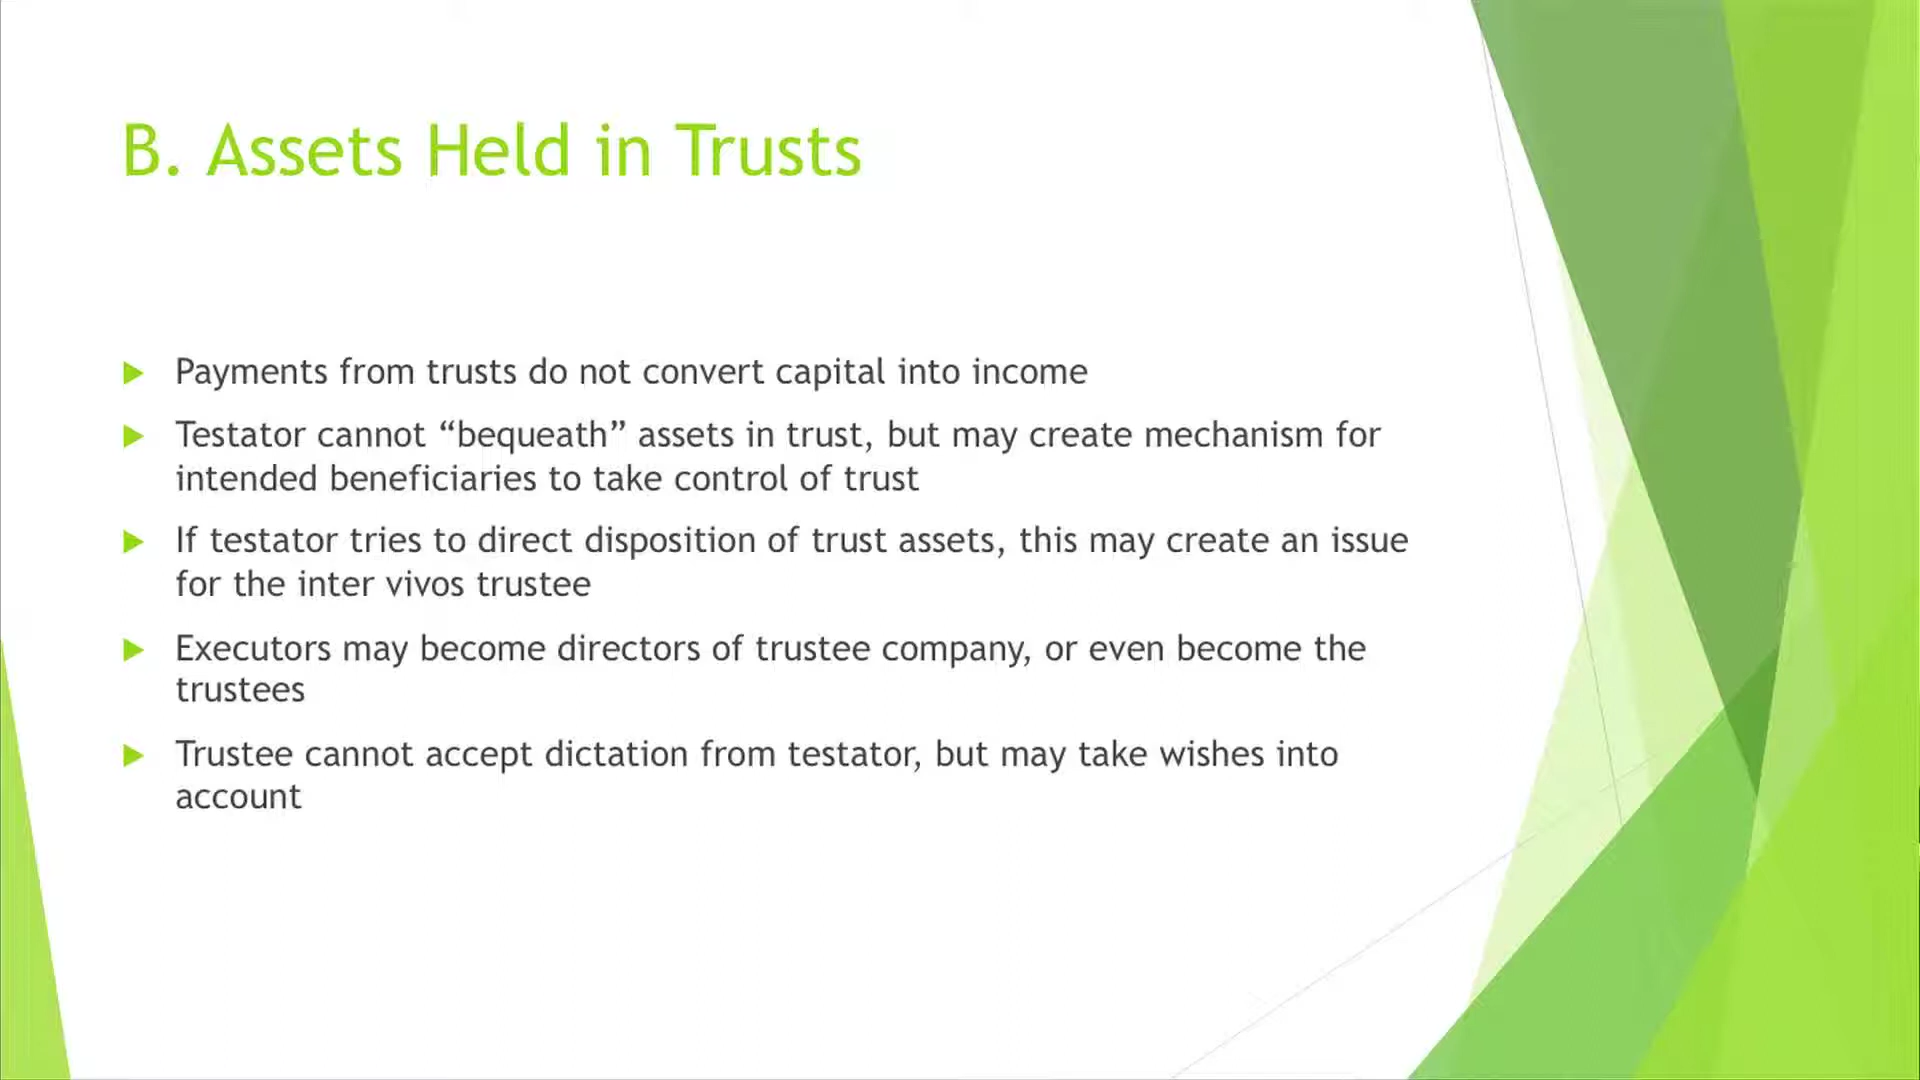 B. Assets Held in Trusts
Payments from trusts do not convert capital into income
Testator cannot “bequeath” assets in trust, but may create mechanism for
intended beneficiaries to take control of trust
If testator tries to direct disposition of trust assets, this may create an issue
for the inter vivos trustee
Executors may become directors of trustee company, or even become the
trustees
Trustee cannot accept dictation from testator, but may take wishes into
account